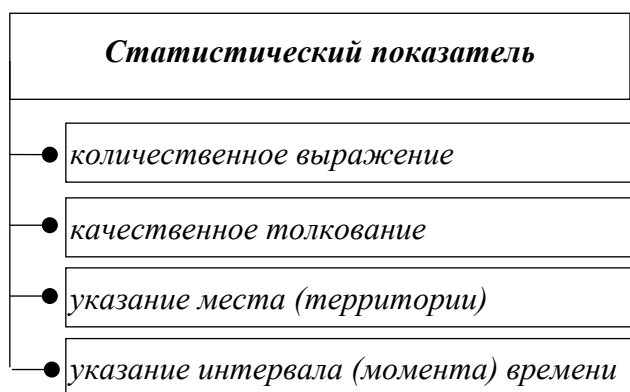 Статистический показатель
количественное выражение
качественное толкование
указание места (территории)
указание интервала (момента) времени